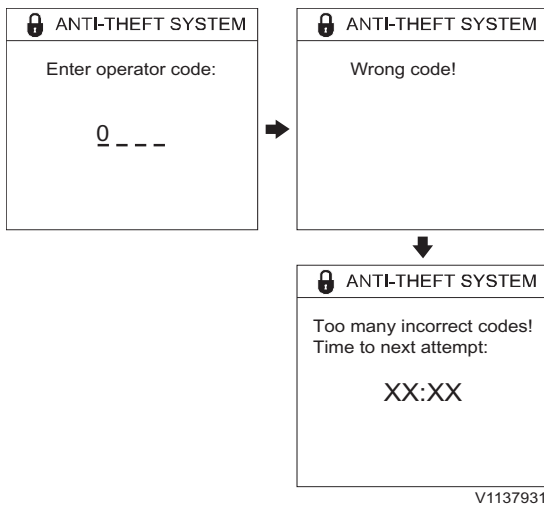 ANTI-THEFT SYSTEM
Enter operator code:
0 _ _ _
ANTI-THEFT SYSTEM
Wrong code!
ANTI-THEFT SYSTEM
Too many incorrect codes!
Time to next attempt:
XX:XX
V1137931